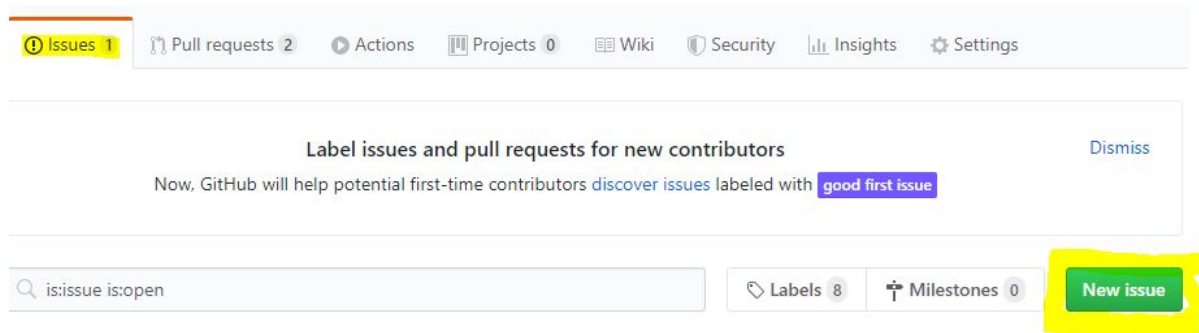 Issues 1 Pull requests 2 Actions Projects 0 Wiki Security Insights Settings
Label issues and pull requests for new contributors Dismiss
Now, GitHub will help potential first-time contributors discover issues labeled with good first issue
is:issue is:open Labels 8 Milestones 0 New issue